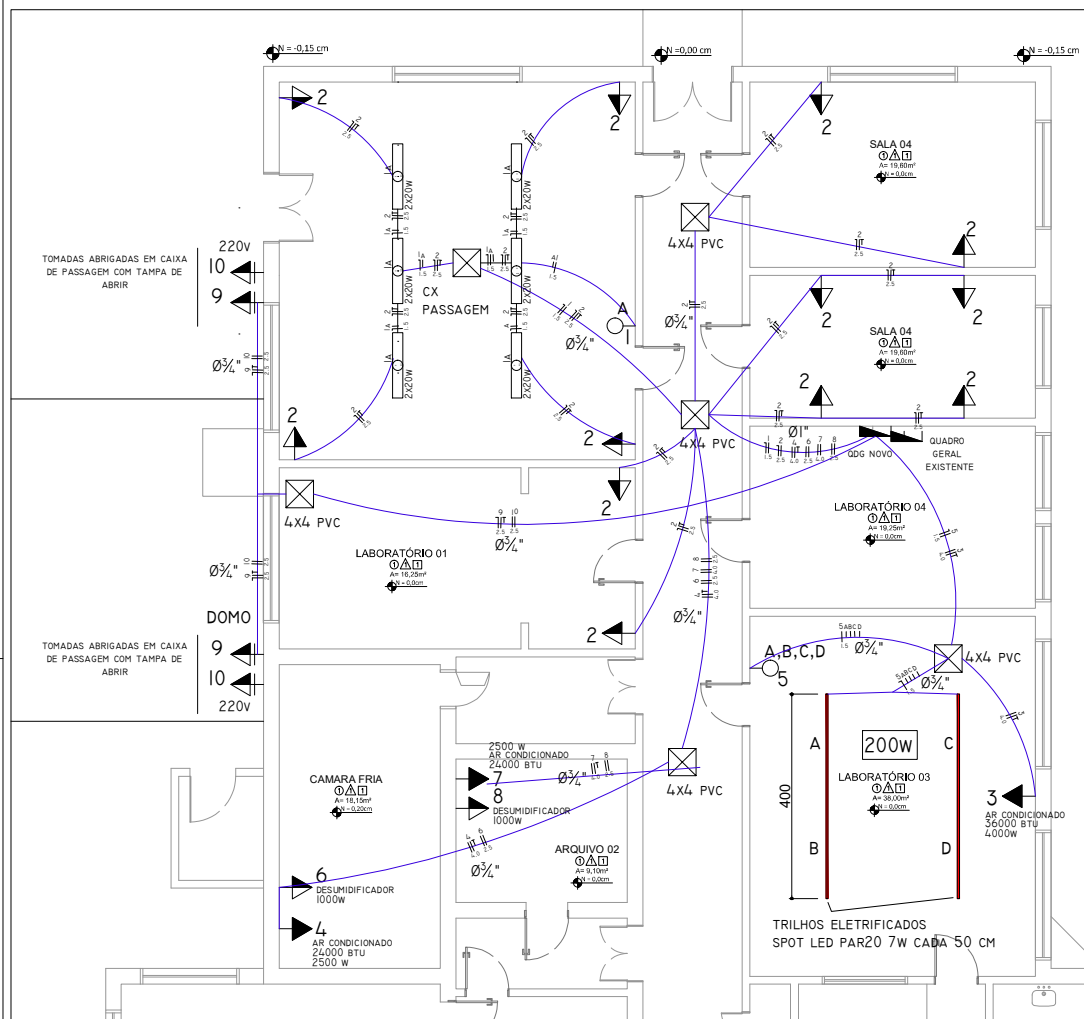 N = -0,15 cm
N =0,00 cm
N = -0,15 cm
2
2
2
SALA 04
A= 19,60m²
N = 0,0cm
2X20W
2X20W
4X4 PVC
2
220V
TOMADAS ABRIGADAS EM CAIXA
DE PASSAGEM COM TAMPA DE
ABRIR
10
9
CX
PASSAGEM
2X20W
2X20W
Ø¾"
A
1
Ø¾"
2
2
SALA 04
A= 19,60m²
N = 0,0cm
Ø¾"
2X20W
2X20W
2
2
2
2
4X4 PVC
Ø1"
QDG NOVO
QUADRO
GERAL
EXISTENTE
2
4X4 PVC
Ø¾"
LABORATÓRIO 04
A= 19,25m²
N = 0,0cm
LABORATÓRIO 01
A= 16,25m²
N = 0,0cm
Ø¾"
DOMO
TOMADAS ABRIGADAS EM CAIXA
DE PASSAGEM COM TAMPA DE
ABRIR
9
10
220V
2
Ø¾"
5ABCD
1.5
Ø¾"
A,B,C,D
5
4X4 PVC
5ABCD
1.5
Ø¾"
2500 W
AR CONDICIONADO
24000 BTU
7
8
DESUMIDIFICADOR
1000W
Ø¾"
4X4 PVC
CAMARA FRIA
A= 18,15m²
N = 0,20cm
A
C
200W
LABORATÓRIO 03
A= 38,00m²
N = 0,0cm
400
3
AR CONDICIONADO
36000 BTU
4000W
B
D
ARQUIVO 02
A= 9,10m²
N = 0,0cm
Ø¾"
6
DESUMIDIFICADOR
1000W
4
AR CONDICIONADO
24000 BTU
2500 W
TRILHOS ELETRIFICADOS
SPOT LED PAR20 7W CADA 50 CM